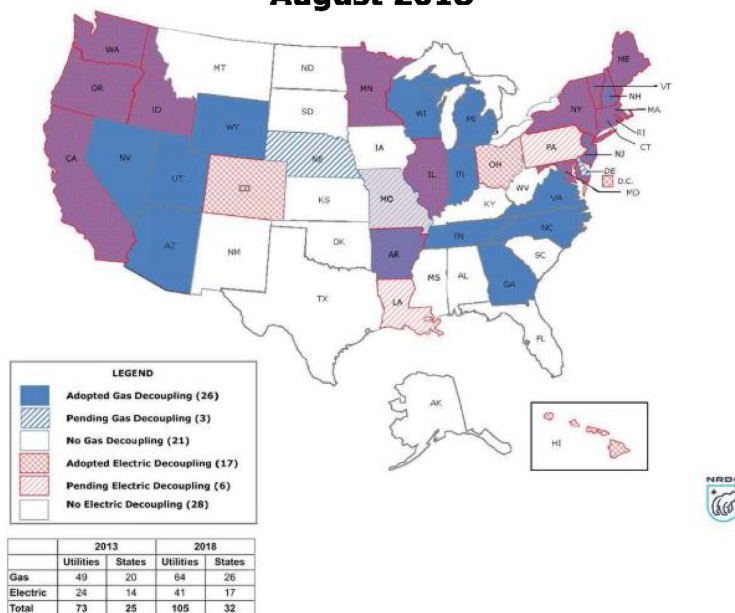 August 2018
WA
MT
ND
MN
ME
VT
OR
ID
SD
WI
MI
NY
NH
MA
WY
RI
CT
IA
PA
NJ
NE
OH
DE
D.C.
CA
NV
IL
IN
WV
MD
UT
CO
KS
MO
VA
KY
NC
TN
AZ
NM
OK
AR
SC
MS
AL
GA
TX
LA
FL
AK
HI
LEGEND
Adopted Gas Decoupling (26)
Pending Gas Decoupling (3)
No Gas Decoupling (21)
Adopted Electric Decoupling (17)
Pending Electric Decoupling (6)
No Electric Decoupling (28)
NRDC
2013 2018
Utilities States Utilities States
Gas 49 20 64 26
Electric 24 14 41 17
Total 73 25 105 32